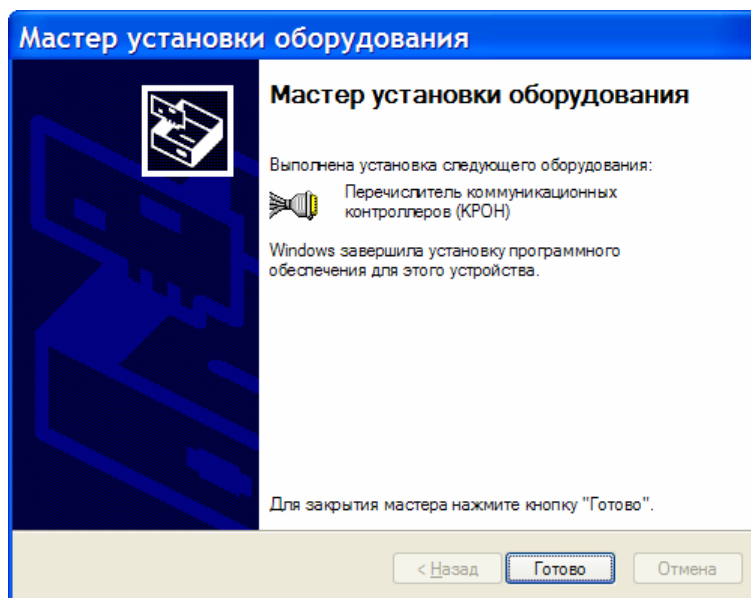 Мастер установки оборудования
Мастер установки оборудования
Выполнена установка следующего оборудования:
Перечислитель коммуникационных
контроллеров (КРОН)
Windows завершила установку программного
обеспечения для этого устройства.
Для закрытия мастера нажмите кнопку "Готово".
< Назад Готово Отмена